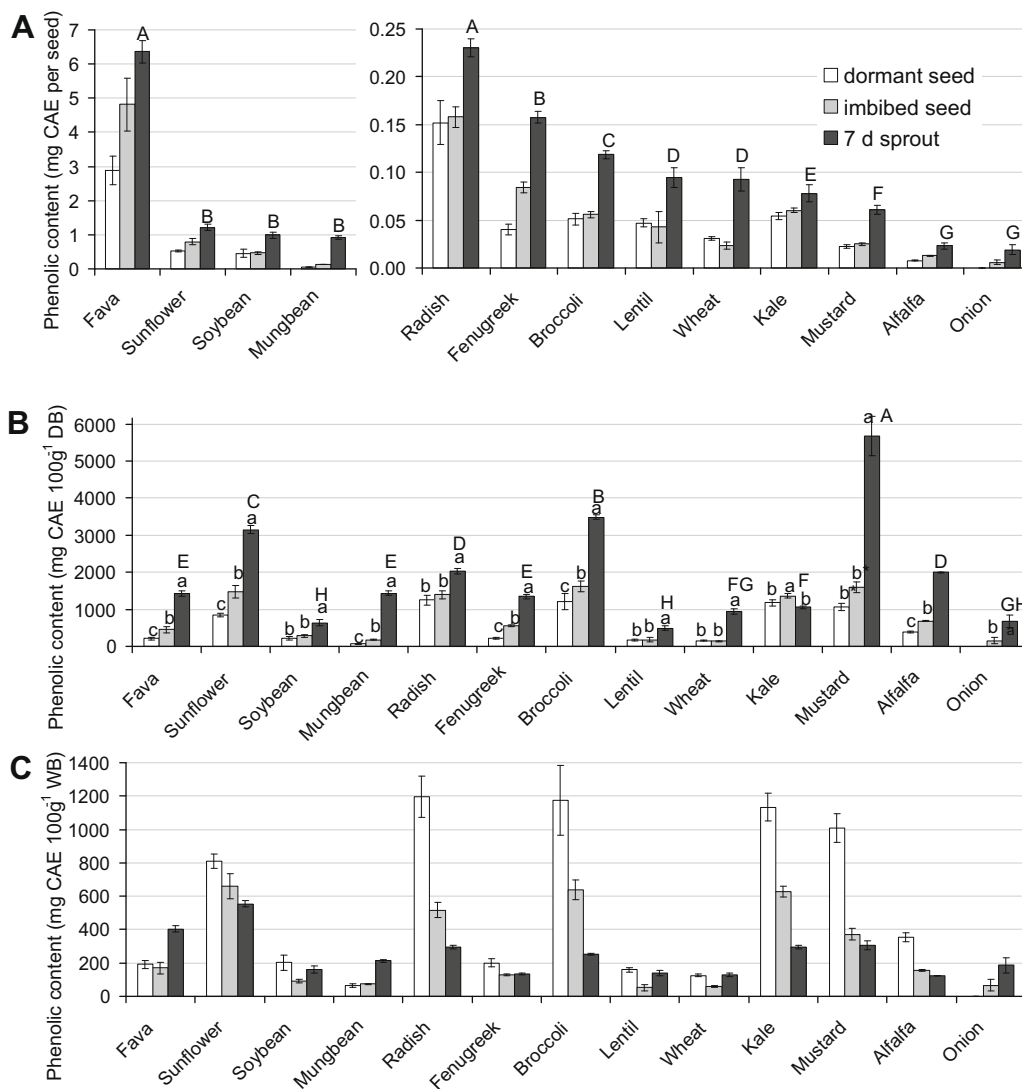 A
Phenolic content (mg CAE per seed)
7
6
5
4
3
2
1
0
A
B
B
B
Fava
Sunflower
Soybean
Mungbean
0.25
0.20
0.15
0.10
0.05
0.00
A
B
C
D
D
E
F
G
G
dormant seed
imbibed seed
7 d sprout
Radish
Fenugreek
Broccoli
Lentil
Wheat
Kale
Mustard
Alfalfa
Onion
B
Phenolic content (mg CAE 100g⁻¹ DB)
6000
5000
4000
3000
2000
1000
0
c b a E
c b a C
b b a H
c b a E
b b a D
c b a E
c b a B
b b a H
b b a FG
b a b F
b* b* a A
c b D
b a GH
Fava
Sunflower
Soybean
Mungbean
Radish
Fenugreek
Broccoli
Lentil
Wheat
Kale
Mustard
Alfalfa
Onion
C
Phenolic content (mg CAE 100g⁻¹ WB)
1400
1200
1000
800
600
400
200
0
Fava
Sunflower
Soybean
Mungbean
Radish
Fenugreek
Broccoli
Lentil
Wheat
Kale
Mustard
Alfalfa
Onion